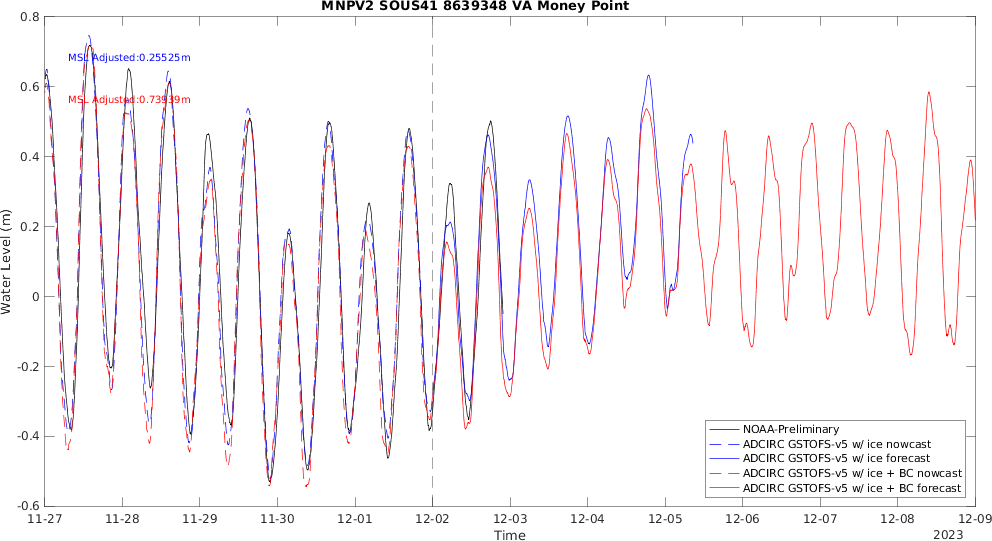 MNPV2 SOUS41 8639348 VA Money Point
0.8
MSL Adjusted:0.25525m
0.6
MSL Adjusted:0.73939m
0.4
0.2
Water Level (m)
0
-0.2
-0.4
-0.6
NOAA-Preliminary
ADCIRC GSTOFS-v5 w/ ice nowcast
ADCIRC GSTOFS-v5 w/ ice forecast
ADCIRC GSTOFS-v5 w/ ice + BC nowcast
ADCIRC GSTOFS-v5 w/ ice + BC forecast
11-27 11-28 11-29 11-30 12-01 12-02 12-03 12-04 12-05 12-06 12-07 12-08 12-09
Time
2023